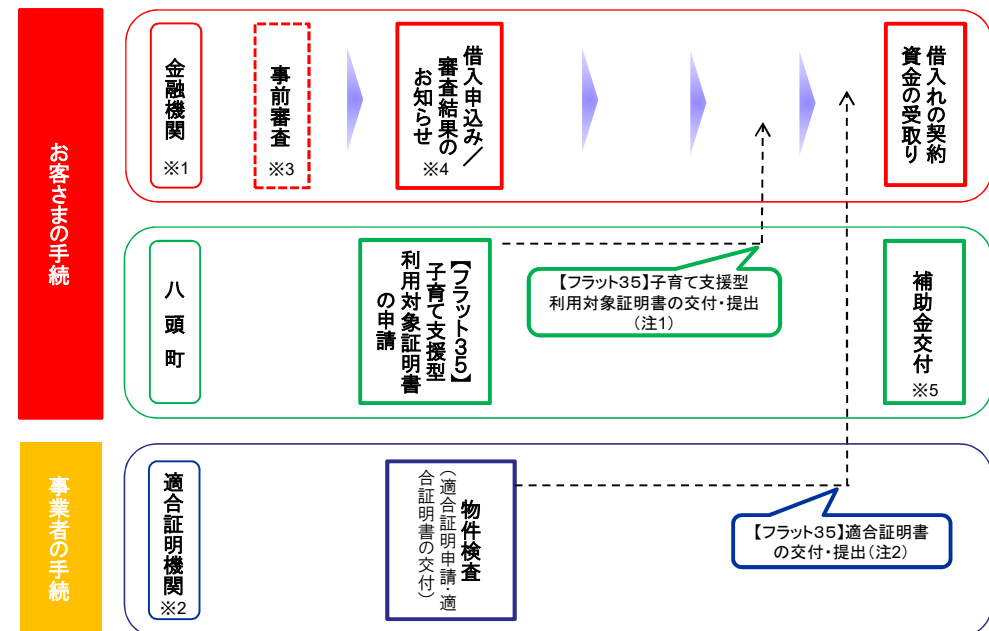 お客さまの手続
金融機関
※1
事前審査
※3
借入申込み／
審査結果の
お知らせ
※4
借入れの契約
資金の受取り
八頭町
【フラット35】
子育て支援型
利用対象証明書
の申請
【フラット35】子育て支援型
利用対象証明書の交付・提出
（注1）
補助金交付
※5
事業者の手続
適合証明機関
※2
物件検査
（適合証明申請・適
合証明書の交付）
【フラット35】適合証明書
の交付・提出（注2）